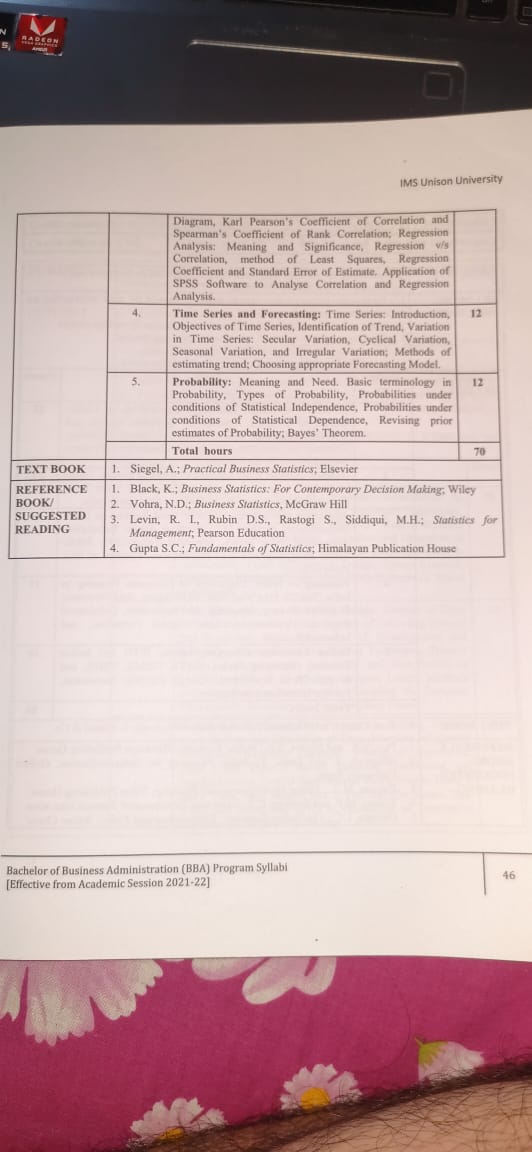 RADEON
IMS Unison University
Diagram, Karl Pearson's Coefficient of Correlation and
Spearman's Coefficient of Rank Correlation; Regression
Analysis: Meaning and Significance, Regression v/s
Correlation, method of Least Squares, Regression
Coefficient and Standard Error of Estimate. Application of
SPSS Software to Analyse Correlation and Regression
Analysis.
4. Time Series and Forecasting: Time Series: Introduction, 12
Objectives of Time Series, Identification of Trend, Variation
in Time Series: Secular Variation, Cyclical Variation,
Seasonal Variation, and Irregular Variation; Methods of
estimating trend; Choosing appropriate Forecasting Model.
5. Probability: Meaning and Need. Basic terminology in 12
Probability, Types of Probability, Probabilities under
conditions of Statistical Independence, Probabilities under
conditions of Statistical Dependence, Revising prior
estimates of Probability; Bayes' Theorem.
Total hours 70
TEXT BOOK 1. Siegel, A.; Practical Business Statistics; Elsevier
REFERENCE 1. Black, K.; Business Statistics: For Contemporary Decision Making; Wiley
BOOK/ 2. Vohra, N.D.; Business Statistics, McGraw Hill
SUGGESTED 3. Levin, R. I., Rubin D.S., Rastogi S., Siddiqui, M.H.; Statistics for
READING Management; Pearson Education
4. Gupta S.C.; Fundamentals of Statistics; Himalayan Publication House
Bachelor of Business Administration (BBA) Program Syllabi
[Effective from Academic Session 2021-22]
46